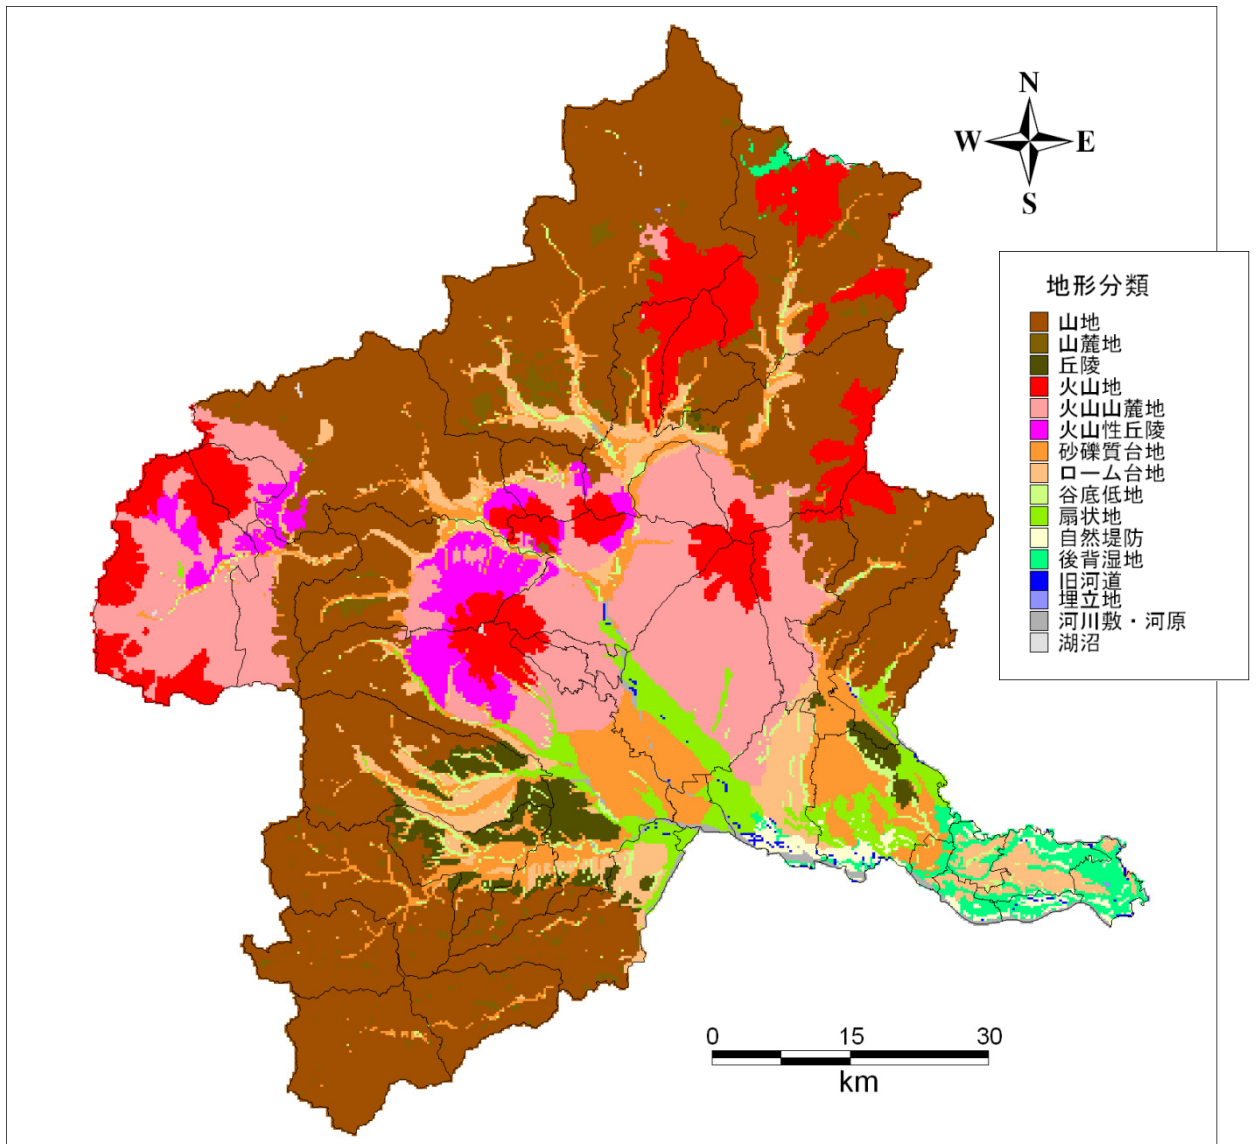 N
W E
S
地形分類
山地
山麓地
丘陵
火山地
火山山麓地
火山性丘陵
砂礫質台地
ローム台地
谷底低地
扇状地
自然堤防
後背湿地
旧河道
埋立地
河川敷・河原
湖沼
0 15 30
km